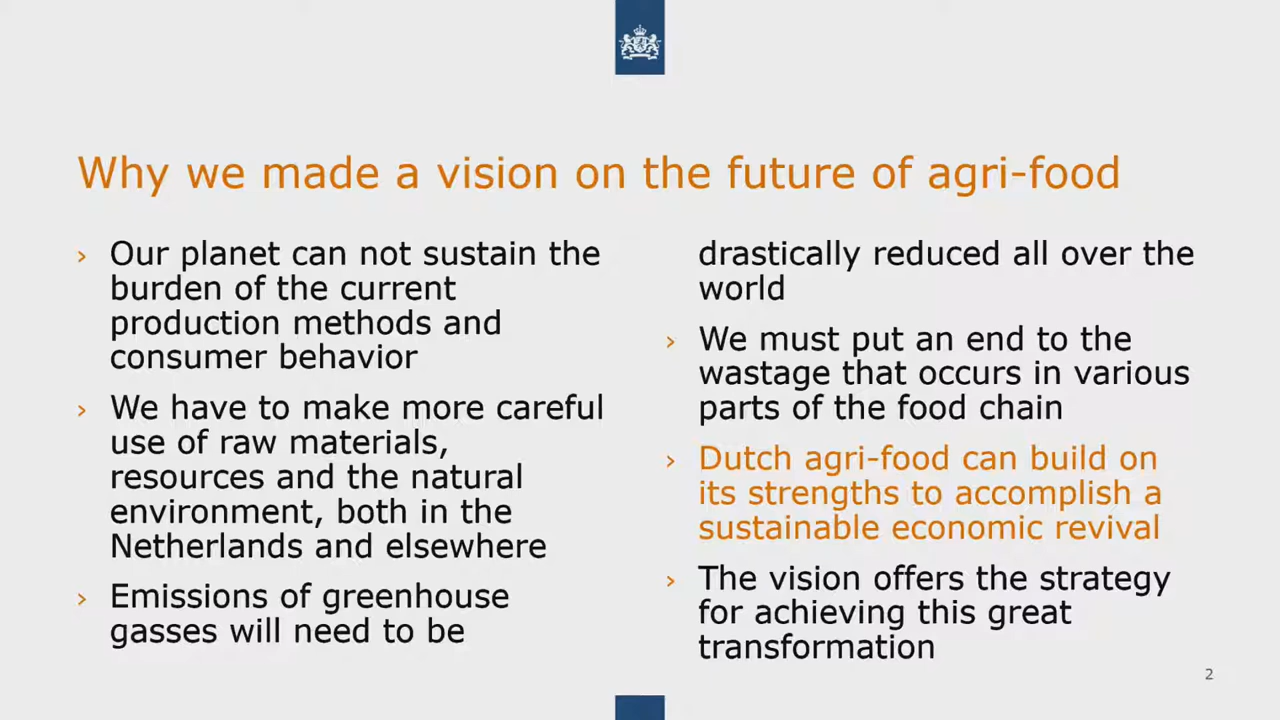 Why we made a vision on the future of agri-food
› Our planet can not sustain the
burden of the current
production methods and
consumer behavior
› We have to make more careful
use of raw materials,
resources and the natural
environment, both in the
Netherlands and elsewhere
› Emissions of greenhouse
gasses will need to be
drastically reduced all over the
world
› We must put an end to the
wastage that occurs in various
parts of the food chain
› Dutch agri-food can build on
its strengths to accomplish a
sustainable economic revival
› The vision offers the strategy
for achieving this great
transformation
2